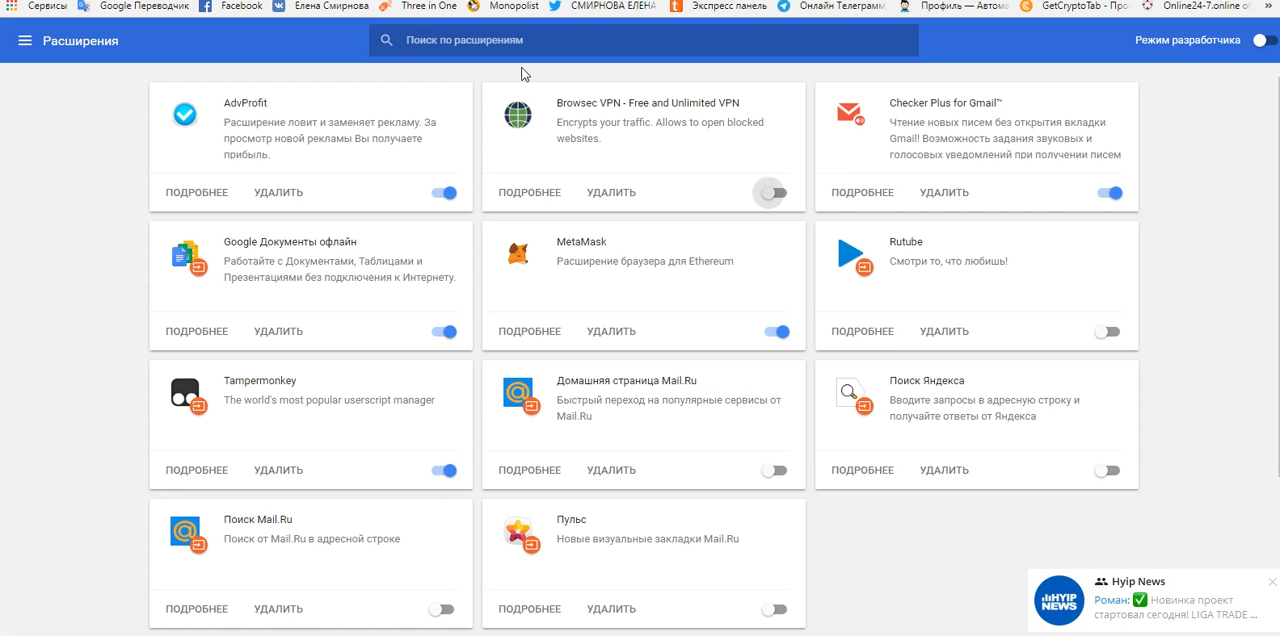 Сервисы Google Переводчик Facebook Елена Смирнова Three in One Monopolist СМИРНОВА ЕЛЕНА Экспресс панель Онлайн Телеграмм, Профиль — Автома GetCryptoTab - Про Online24-7.online о »
Расширения Поиск по расширениям Режим разработчика
AdvProfit
Расширение ловит и заменяет рекламу. За
просмотр новой рекламы Вы получаете
прибыль.
ПОДРОБНЕЕ УДАЛИТЬ
Browsec VPN - Free and Unlimited VPN
Encrypts your traffic. Allows to open blocked
websites.
ПОДРОБНЕЕ УДАЛИТЬ
Checker Plus for Gmail™
Чтение новых писем без открытия вкладки
Gmail! Возможность задания звуковых и
голосовых уведомлений при получении писем
ПОДРОБНЕЕ УДАЛИТЬ
Google Документы офлайн
Работайте с Документами, Таблицами и
Презентациями без подключения к Интернету.
ПОДРОБНЕЕ УДАЛИТЬ
MetaMask
Расширение браузера для Ethereum
ПОДРОБНЕЕ УДАЛИТЬ
Rutube
Смотри то, что любишь!
ПОДРОБНЕЕ УДАЛИТЬ
Tampermonkey
The world's most popular userscript manager
ПОДРОБНЕЕ УДАЛИТЬ
Домашняя страница Mail.Ru
Быстрый переход на популярные сервисы от
Mail.Ru
ПОДРОБНЕЕ УДАЛИТЬ
Поиск Яндекса
Вводите запросы в адресную строку и
получайте ответы от Яндекса
ПОДРОБНЕЕ УДАЛИТЬ
Поиск Mail.Ru
Поиск от Mail.Ru в адресной строке
ПОДРОБНЕЕ УДАЛИТЬ
Пульс
Новые визуальные закладки Mail.Ru
ПОДРОБНЕЕ УДАЛИТЬ
HYIP
NEWS
Hyip News
Роман: ✅ Новинка проект
стартовал сегодня! LIGA TRADE ...